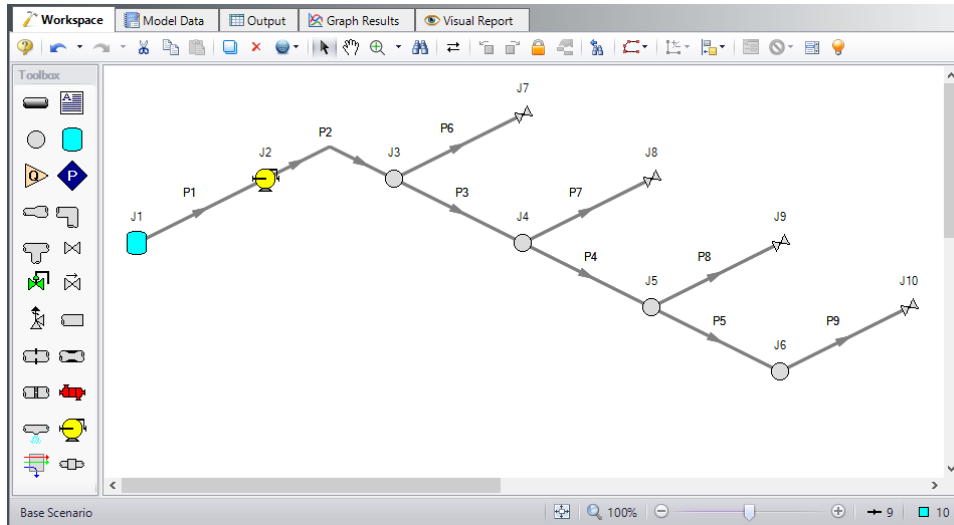 Workspace Model Data Output Graph Results Visual Report
Toolbox
A
Q P
J7
P2 P6
J2 J3 J8
P1 P3 P7
J1 J4 J9
P4 P8
J5 J10
P5 P9
J6
Base Scenario 100% 9 10